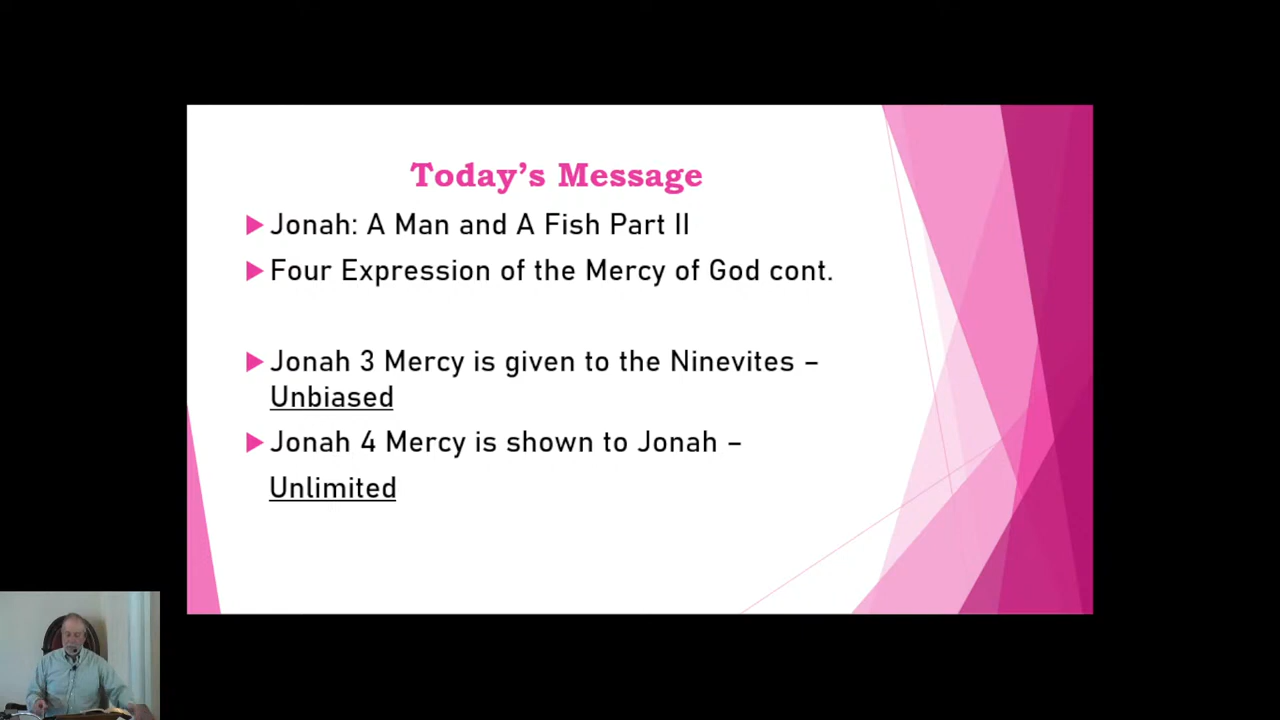 Today's Message
Jonah: A Man and A Fish Part II
Four Expression of the Mercy of God cont.
Jonah 3 Mercy is given to the Ninevites –
Unbiased
Jonah 4 Mercy is shown to Jonah –
Unlimited